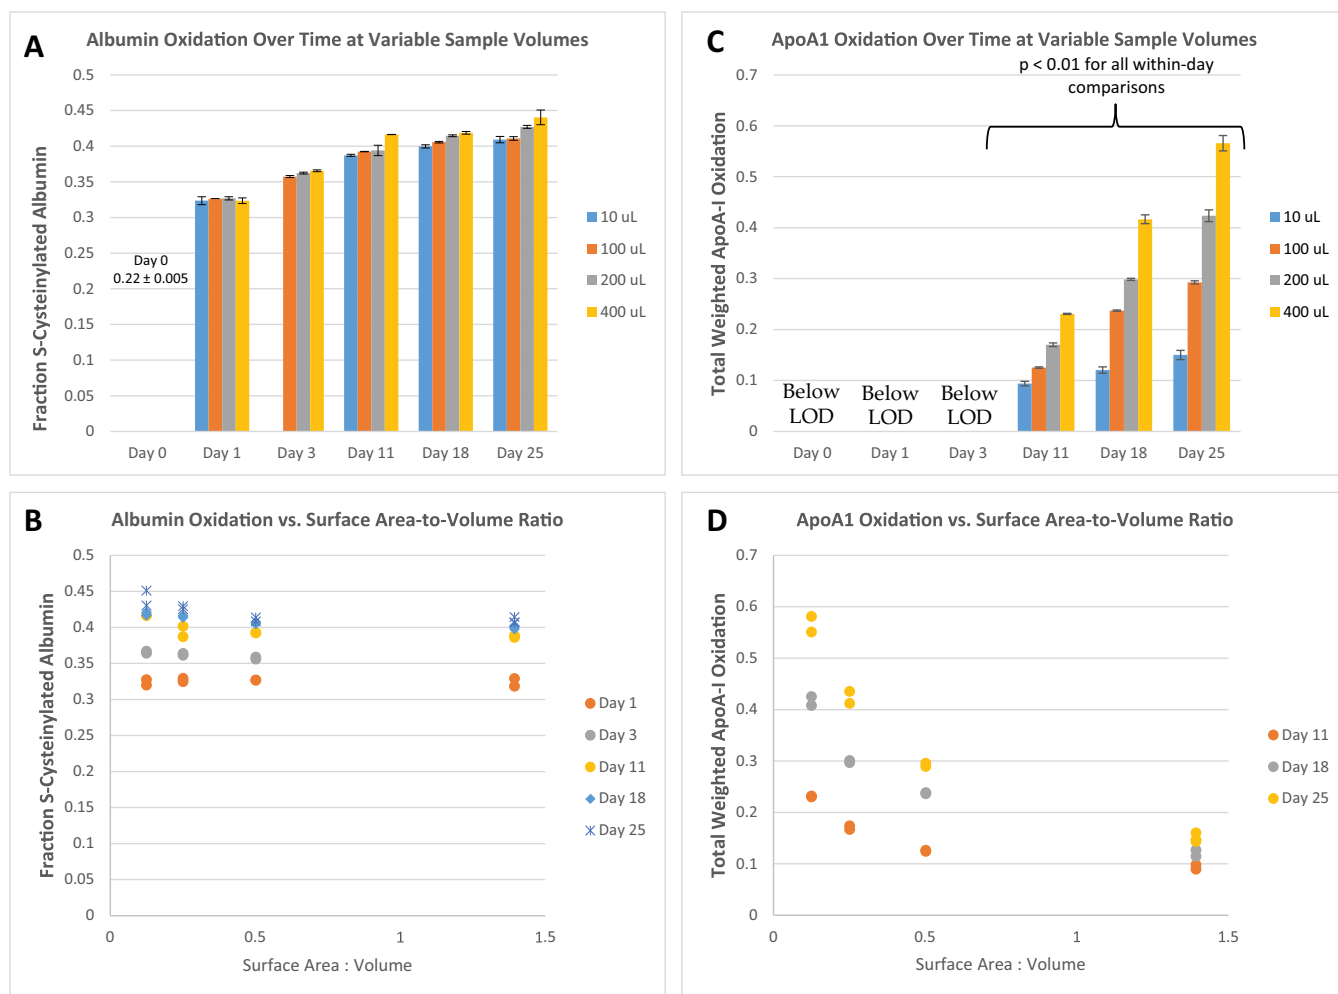 A
Albumin Oxidation Over Time at Variable Sample Volumes
0.5
0.45
0.4
0.35
0.3
0.25
0.2
0.15
0.1
0.05
0
Fraction S-Cysteinylated Albumin
Day 0
0.22 ± 0.005
Day 0
Day 1
Day 3
Day 11
Day 18
Day 25
10 uL
100 uL
200 uL
400 uL
C
ApoA1 Oxidation Over Time at Variable Sample Volumes
p < 0.01 for all within-day
comparisons
0.7
0.6
0.5
0.4
0.3
0.2
0.1
0
Total Weighted ApoA-I Oxidation
Below
LOD
Below
LOD
Below
LOD
Day 0
Day 1
Day 3
Day 11
Day 18
Day 25
10 uL
100 uL
200 uL
400 uL
B
Albumin Oxidation vs. Surface Area-to-Volume Ratio
0.5
0.45
0.4
0.35
0.3
0.25
0.2
0.15
0.1
0.05
0
Fraction S-Cysteinylated Albumin
0
0.5
1
1.5
Surface Area : Volume
Day 1
Day 3
Day 11
Day 18
Day 25
D
ApoA1 Oxidation vs. Surface Area-to-Volume Ratio
0.7
0.6
0.5
0.4
0.3
0.2
0.1
0
Total Weighted ApoA-I Oxidation
0
0.5
1
1.5
Surface Area : Volume
Day 11
Day 18
Day 25